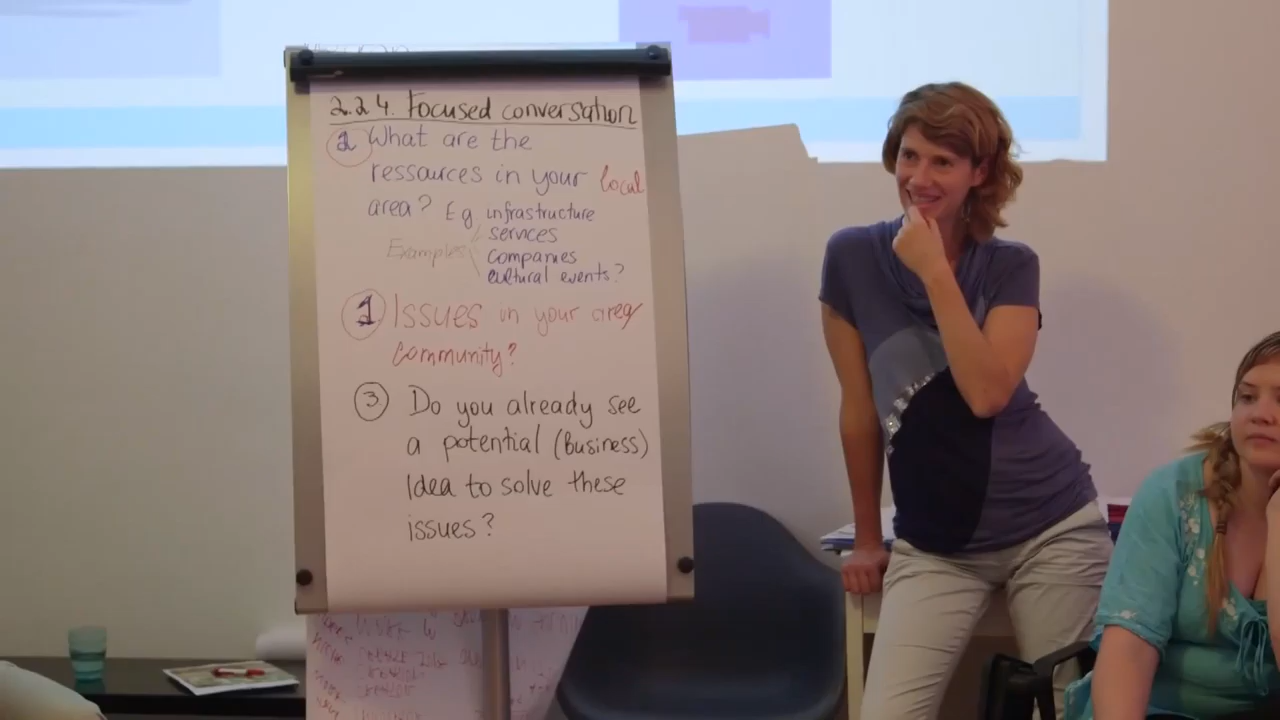 2.2.4. Focused conversation
2 What are the
ressources in your local
area? Eg infrastructure
services
Examples companies
cultural events?
1 Issues in your area/
community?
3 Do you already see
a potential (Business)
Idea to solve these
issues?